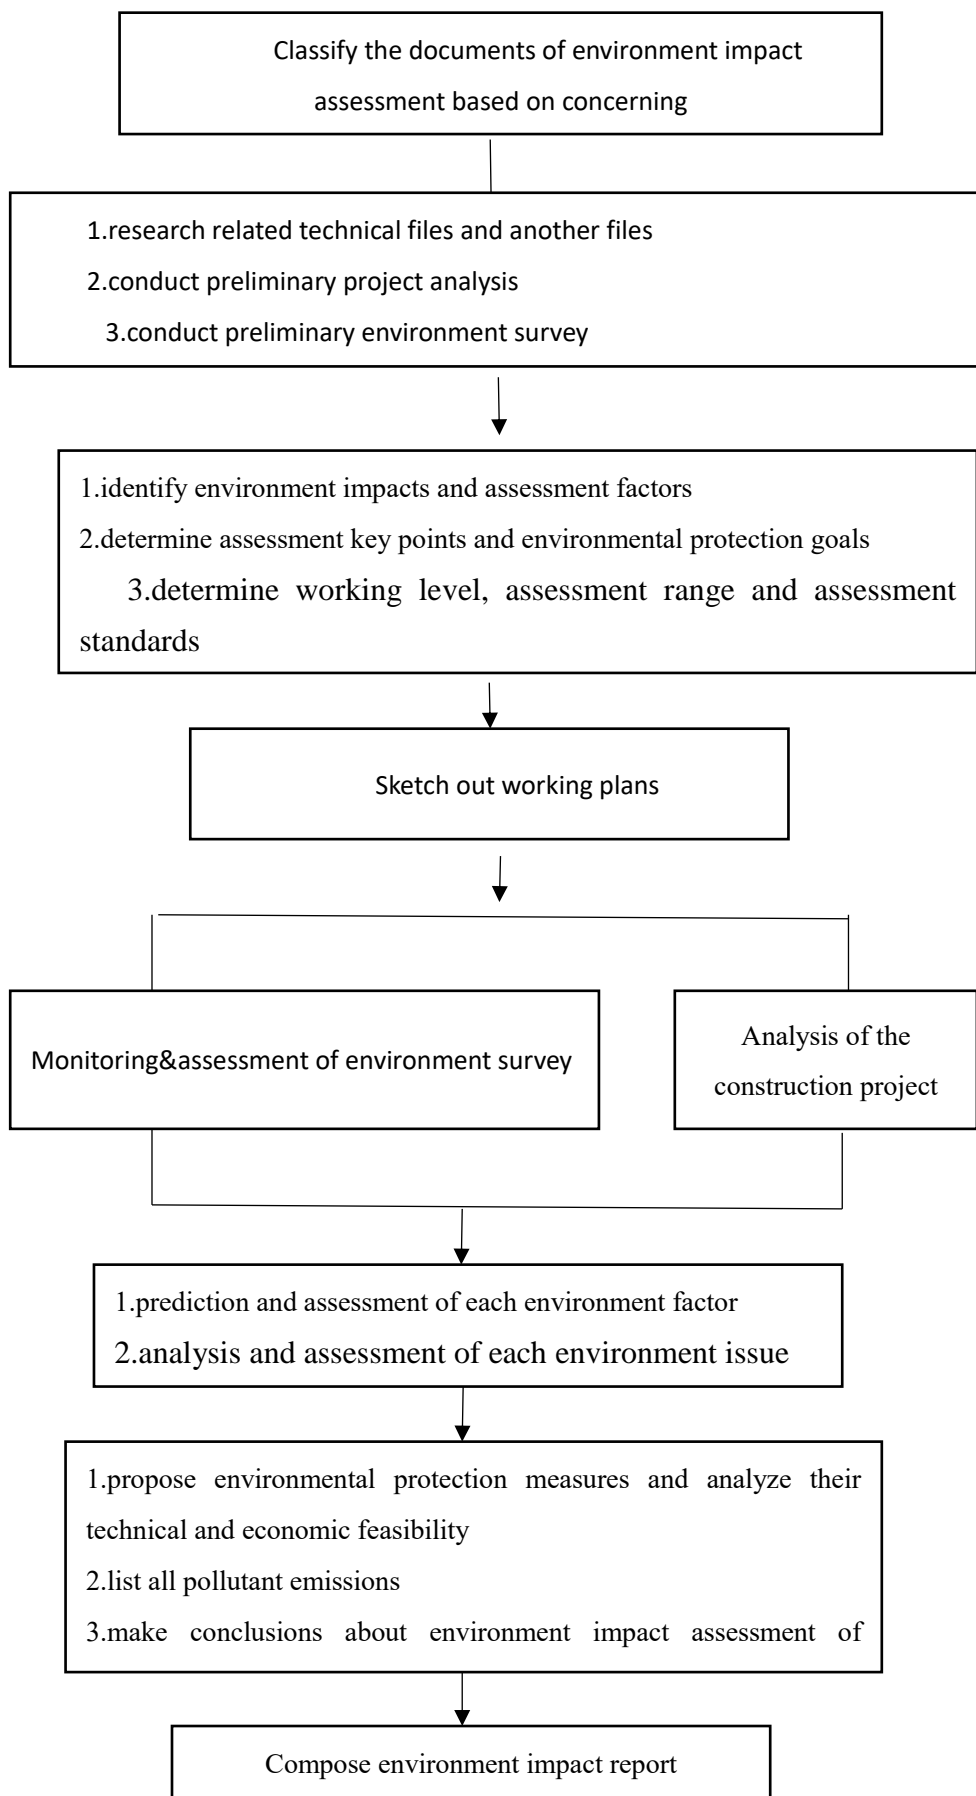 Classify the documents of environment impact
assessment based on concerning
1.research related technical files and another files
2.conduct preliminary project analysis
3.conduct preliminary environment survey
1.identify environment impacts and assessment factors
2.determine assessment key points and environmental protection goals
3.determine working level, assessment range and assessment
standards
Sketch out working plans
Monitoring&assessment of environment survey
Analysis of the
construction project
1.prediction and assessment of each environment factor
2.analysis and assessment of each environment issue
1.propose environmental protection measures and analyze their
technical and economic feasibility
2.list all pollutant emissions
3.make conclusions about environment impact assessment of
Compose environment impact report